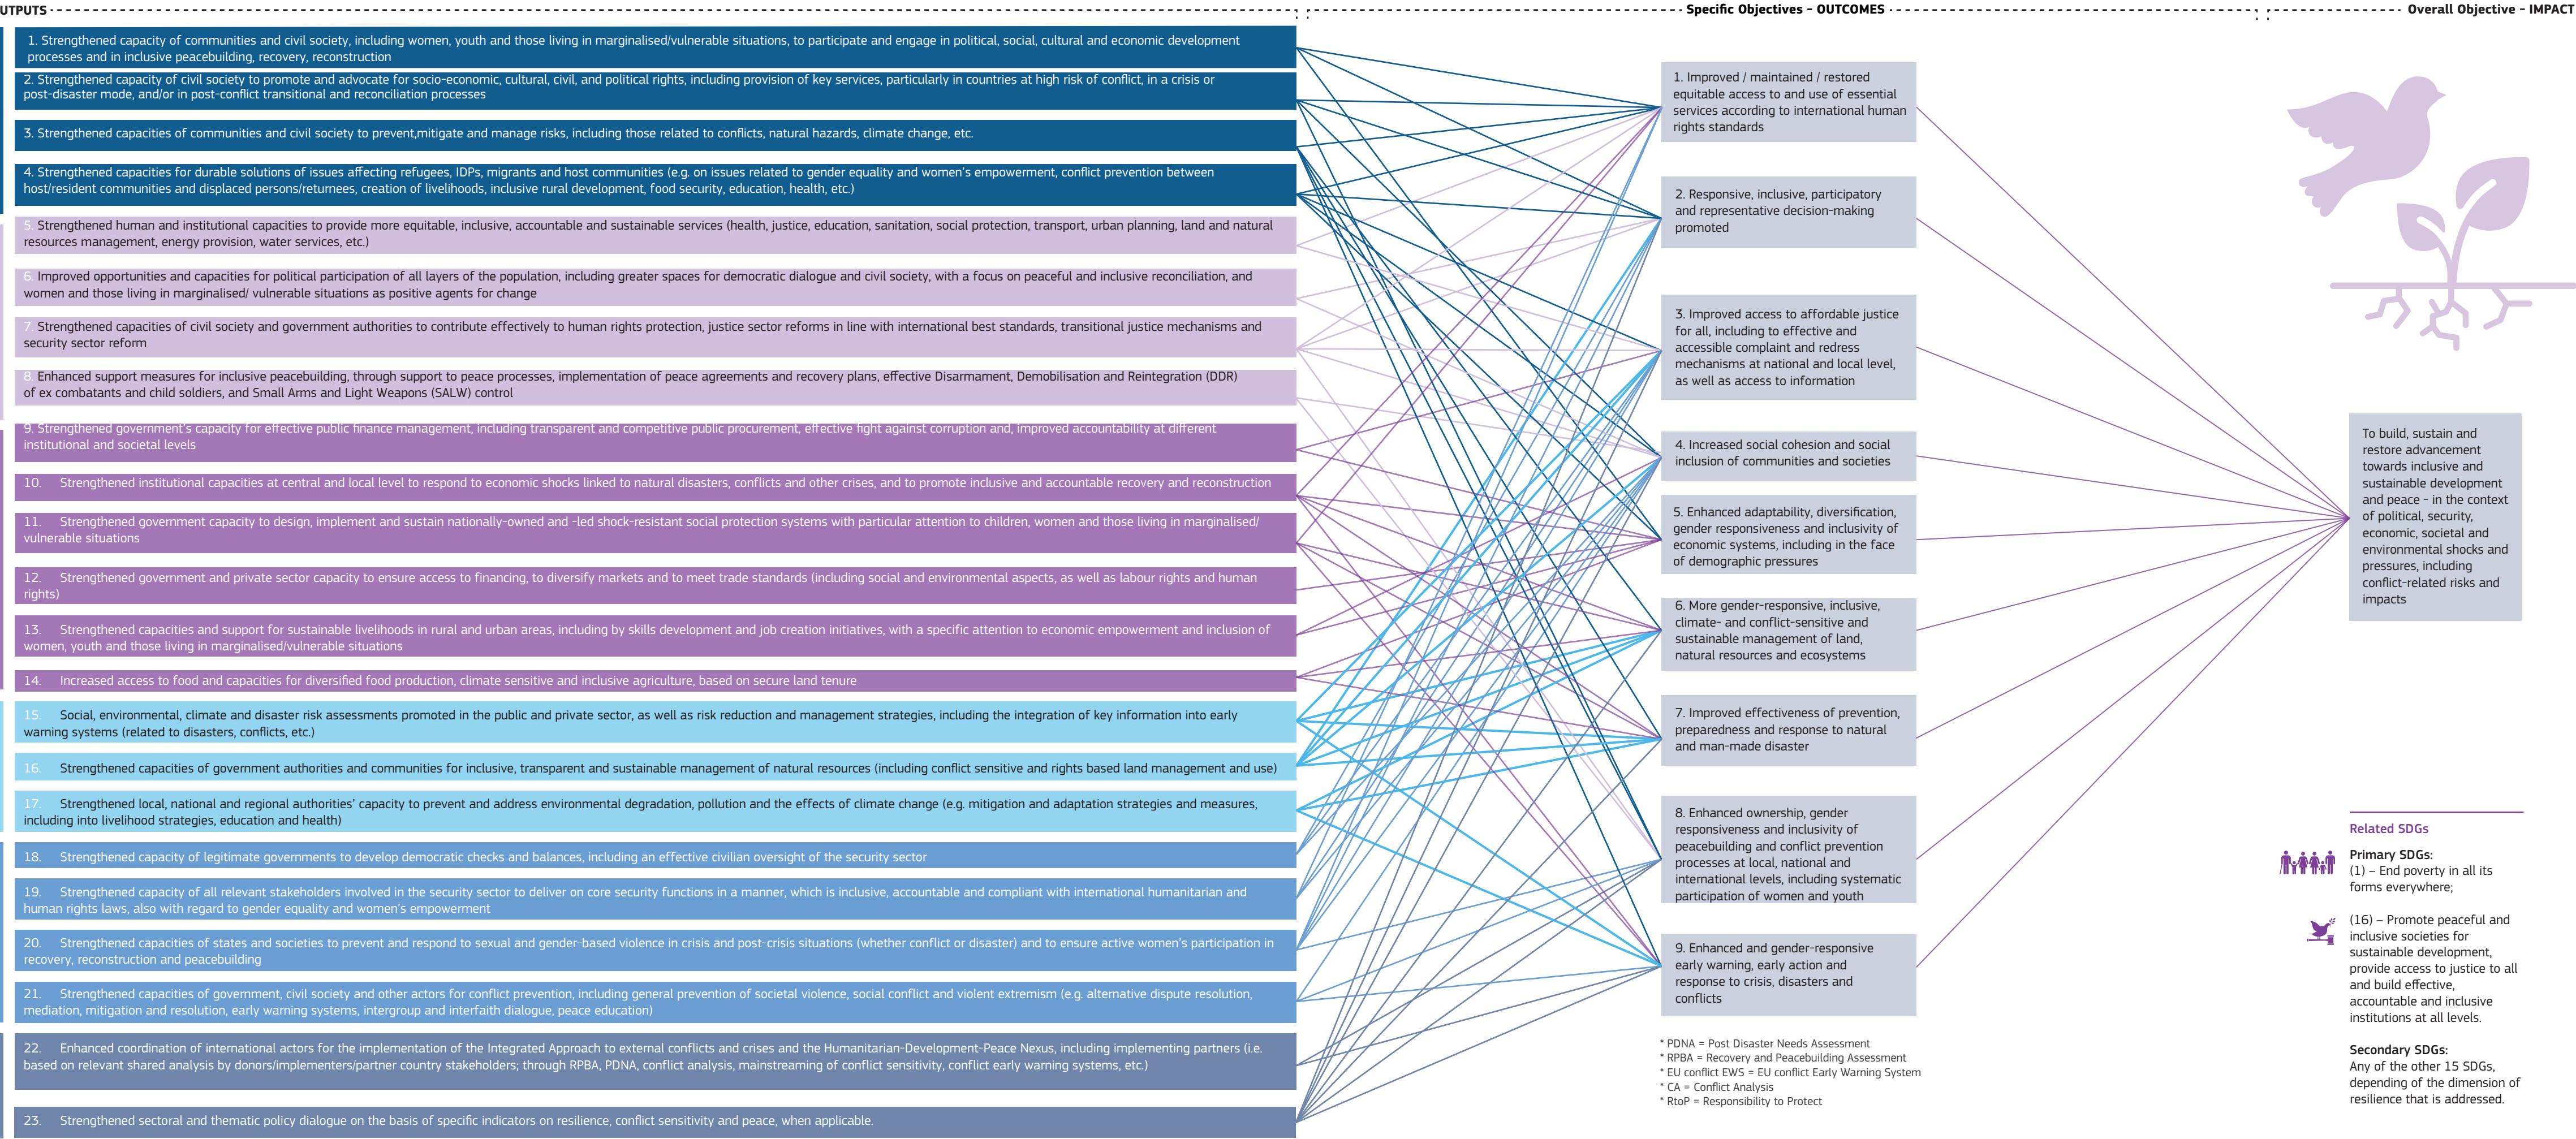 UTPUTS
Specific Objectives - OUTCOMES
Overall Objective - IMPACT
1. Strengthened capacity of communities and civil society, including women, youth and those living in marginalised/vulnerable situations, to participate and engage in political, social, cultural and economic development
processes and in inclusive peacebuilding, recovery, reconstruction
2. Strengthened capacity of civil society to promote and advocate for socio-economic, cultural, civil, and political rights, including provision of key services, particularly in countries at high risk of conflict, in a crisis or
post-disaster mode, and/or in post-conflict transitional and reconciliation processes
3. Strengthened capacities of communities and civil society to prevent,mitigate and manage risks, including those related to conflicts, natural hazards, climate change, etc.
4. Strengthened capacities for durable solutions of issues affecting refugees, IDPs, migrants and host communities (e.g. on issues related to gender equality and women's empowerment, conflict prevention between
host/resident communities and displaced persons/returnees, creation of livelihoods, inclusive rural development, food security, education, health, etc.)
5. Strengthened human and institutional capacities to provide more equitable, inclusive, accountable and sustainable services (health, justice, education, sanitation, social protection, transport, urban planning, land and natural
resources management, energy provision, water services, etc.)
6. Improved opportunities and capacities for political participation of all layers of the population, including greater spaces for democratic dialogue and civil society, with a focus on peaceful and inclusive reconciliation, and
women and those living in marginalised/ vulnerable situations as positive agents for change
7. Strengthened capacities of civil society and government authorities to contribute effectively to human rights protection, justice sector reforms in line with international best standards, transitional justice mechanisms and
security sector reform
8. Enhanced support measures for inclusive peacebuilding, through support to peace processes, implementation of peace agreements and recovery plans, effective Disarmament, Demobilisation and Reintegration (DDR)
of ex combatants and child soldiers, and Small Arms and Light Weapons (SALW) control
9. Strengthened government's capacity for effective public finance management, including transparent and competitive public procurement, effective fight against corruption and, improved accountability at different
institutional and societal levels
10. Strengthened institutional capacities at central and local level to respond to economic shocks linked to natural disasters, conflicts and other crises, and to promote inclusive and accountable recovery and reconstruction
11. Strengthened government capacity to design, implement and sustain nationally-owned and -led shock-resistant social protection systems with particular attention to children, women and those living in marginalised/
vulnerable situations
12. Strengthened government and private sector capacity to ensure access to financing, to diversify markets and to meet trade standards (including social and environmental aspects, as well as labour rights and human
rights)
13. Strengthened capacities and support for sustainable livelihoods in rural and urban areas, including by skills development and job creation initiatives, with a specific attention to economic empowerment and inclusion of
women, youth and those living in marginalised/vulnerable situations
14. Increased access to food and capacities for diversified food production, climate sensitive and inclusive agriculture, based on secure land tenure
15. Social, environmental, climate and disaster risk assessments promoted in the public and private sector, as well as risk reduction and management strategies, including the integration of key information into early
warning systems (related to disasters, conflicts, etc.)
16. Strengthened capacities of government authorities and communities for inclusive, transparent and sustainable management of natural resources (including conflict sensitive and rights based land management and use)
17. Strengthened local, national and regional authorities' capacity to prevent and address environmental degradation, pollution and the effects of climate change (e.g. mitigation and adaptation strategies and measures,
including into livelihood strategies, education and health)
18. Strengthened capacity of legitimate governments to develop democratic checks and balances, including an effective civilian oversight of the security sector
19. Strengthened capacity of all relevant stakeholders involved in the security sector to deliver on core security functions in a manner, which is inclusive, accountable and compliant with international humanitarian and
human rights laws, also with regard to gender equality and women's empowerment
20. Strengthened capacities of states and societies to prevent and respond to sexual and gender-based violence in crisis and post-crisis situations (whether conflict or disaster) and to ensure active women's participation in
recovery, reconstruction and peacebuilding
21. Strengthened capacities of government, civil society and other actors for conflict prevention, including general prevention of societal violence, social conflict and violent extremism (e.g. alternative dispute resolution,
mediation, mitigation and resolution, early warning systems, intergroup and interfaith dialogue, peace education)
22. Enhanced coordination of international actors for the implementation of the Integrated Approach to external conflicts and crises and the Humanitarian-Development-Peace Nexus, including implementing partners (i.e.
based on relevant shared analysis by donors/implementers/partner country stakeholders; through RPBA, PDNA, conflict analysis, mainstreaming of conflict sensitivity, conflict early warning systems, etc.)
23. Strengthened sectoral and thematic policy dialogue on the basis of specific indicators on resilience, conflict sensitivity and peace, when applicable.
1. Improved / maintained / restored
equitable access to and use of essential
services according to international human
rights standards
2. Responsive, inclusive, participatory
and representative decision-making
promoted
3. Improved access to affordable justice
for all, including to effective and
accessible complaint and redress
mechanisms at national and local level,
as well as access to information
4. Increased social cohesion and social
inclusion of communities and societies
5. Enhanced adaptability, diversification,
gender responsiveness and inclusivity of
economic systems, including in the face
of demographic pressures
6. More gender-responsive, inclusive,
climate- and conflict-sensitive and
sustainable management of land,
natural resources and ecosystems
7. Improved effectiveness of prevention,
preparedness and response to natural
and man-made disaster
8. Enhanced ownership, gender
responsiveness and inclusivity of
peacebuilding and conflict prevention
processes at local, national and
international levels, including systematic
participation of women and youth
9. Enhanced and gender-responsive
early warning, early action and
response to crisis, disasters and
conflicts
* PDNA = Post Disaster Needs Assessment
* RPBA = Recovery and Peacebuilding Assessment
* EU conflict EWS = EU conflict Early Warning System
* CA = Conflict Analysis
* RtoP = Responsibility to Protect
To build, sustain and
restore advancement
towards inclusive and
sustainable development
and peace - in the context
of political, security,
economic, societal and
environmental shocks and
pressures, including
conflict-related risks and
impacts
Related SDGs
Primary SDGs:
(1) – End poverty in all its
forms everywhere;
(16) – Promote peaceful and
inclusive societies for
sustainable development,
provide access to justice to all
and build effective,
accountable and inclusive
institutions at all levels.
Secondary SDGs:
Any of the other 15 SDGs,
depending of the dimension of
resilience that is addressed.